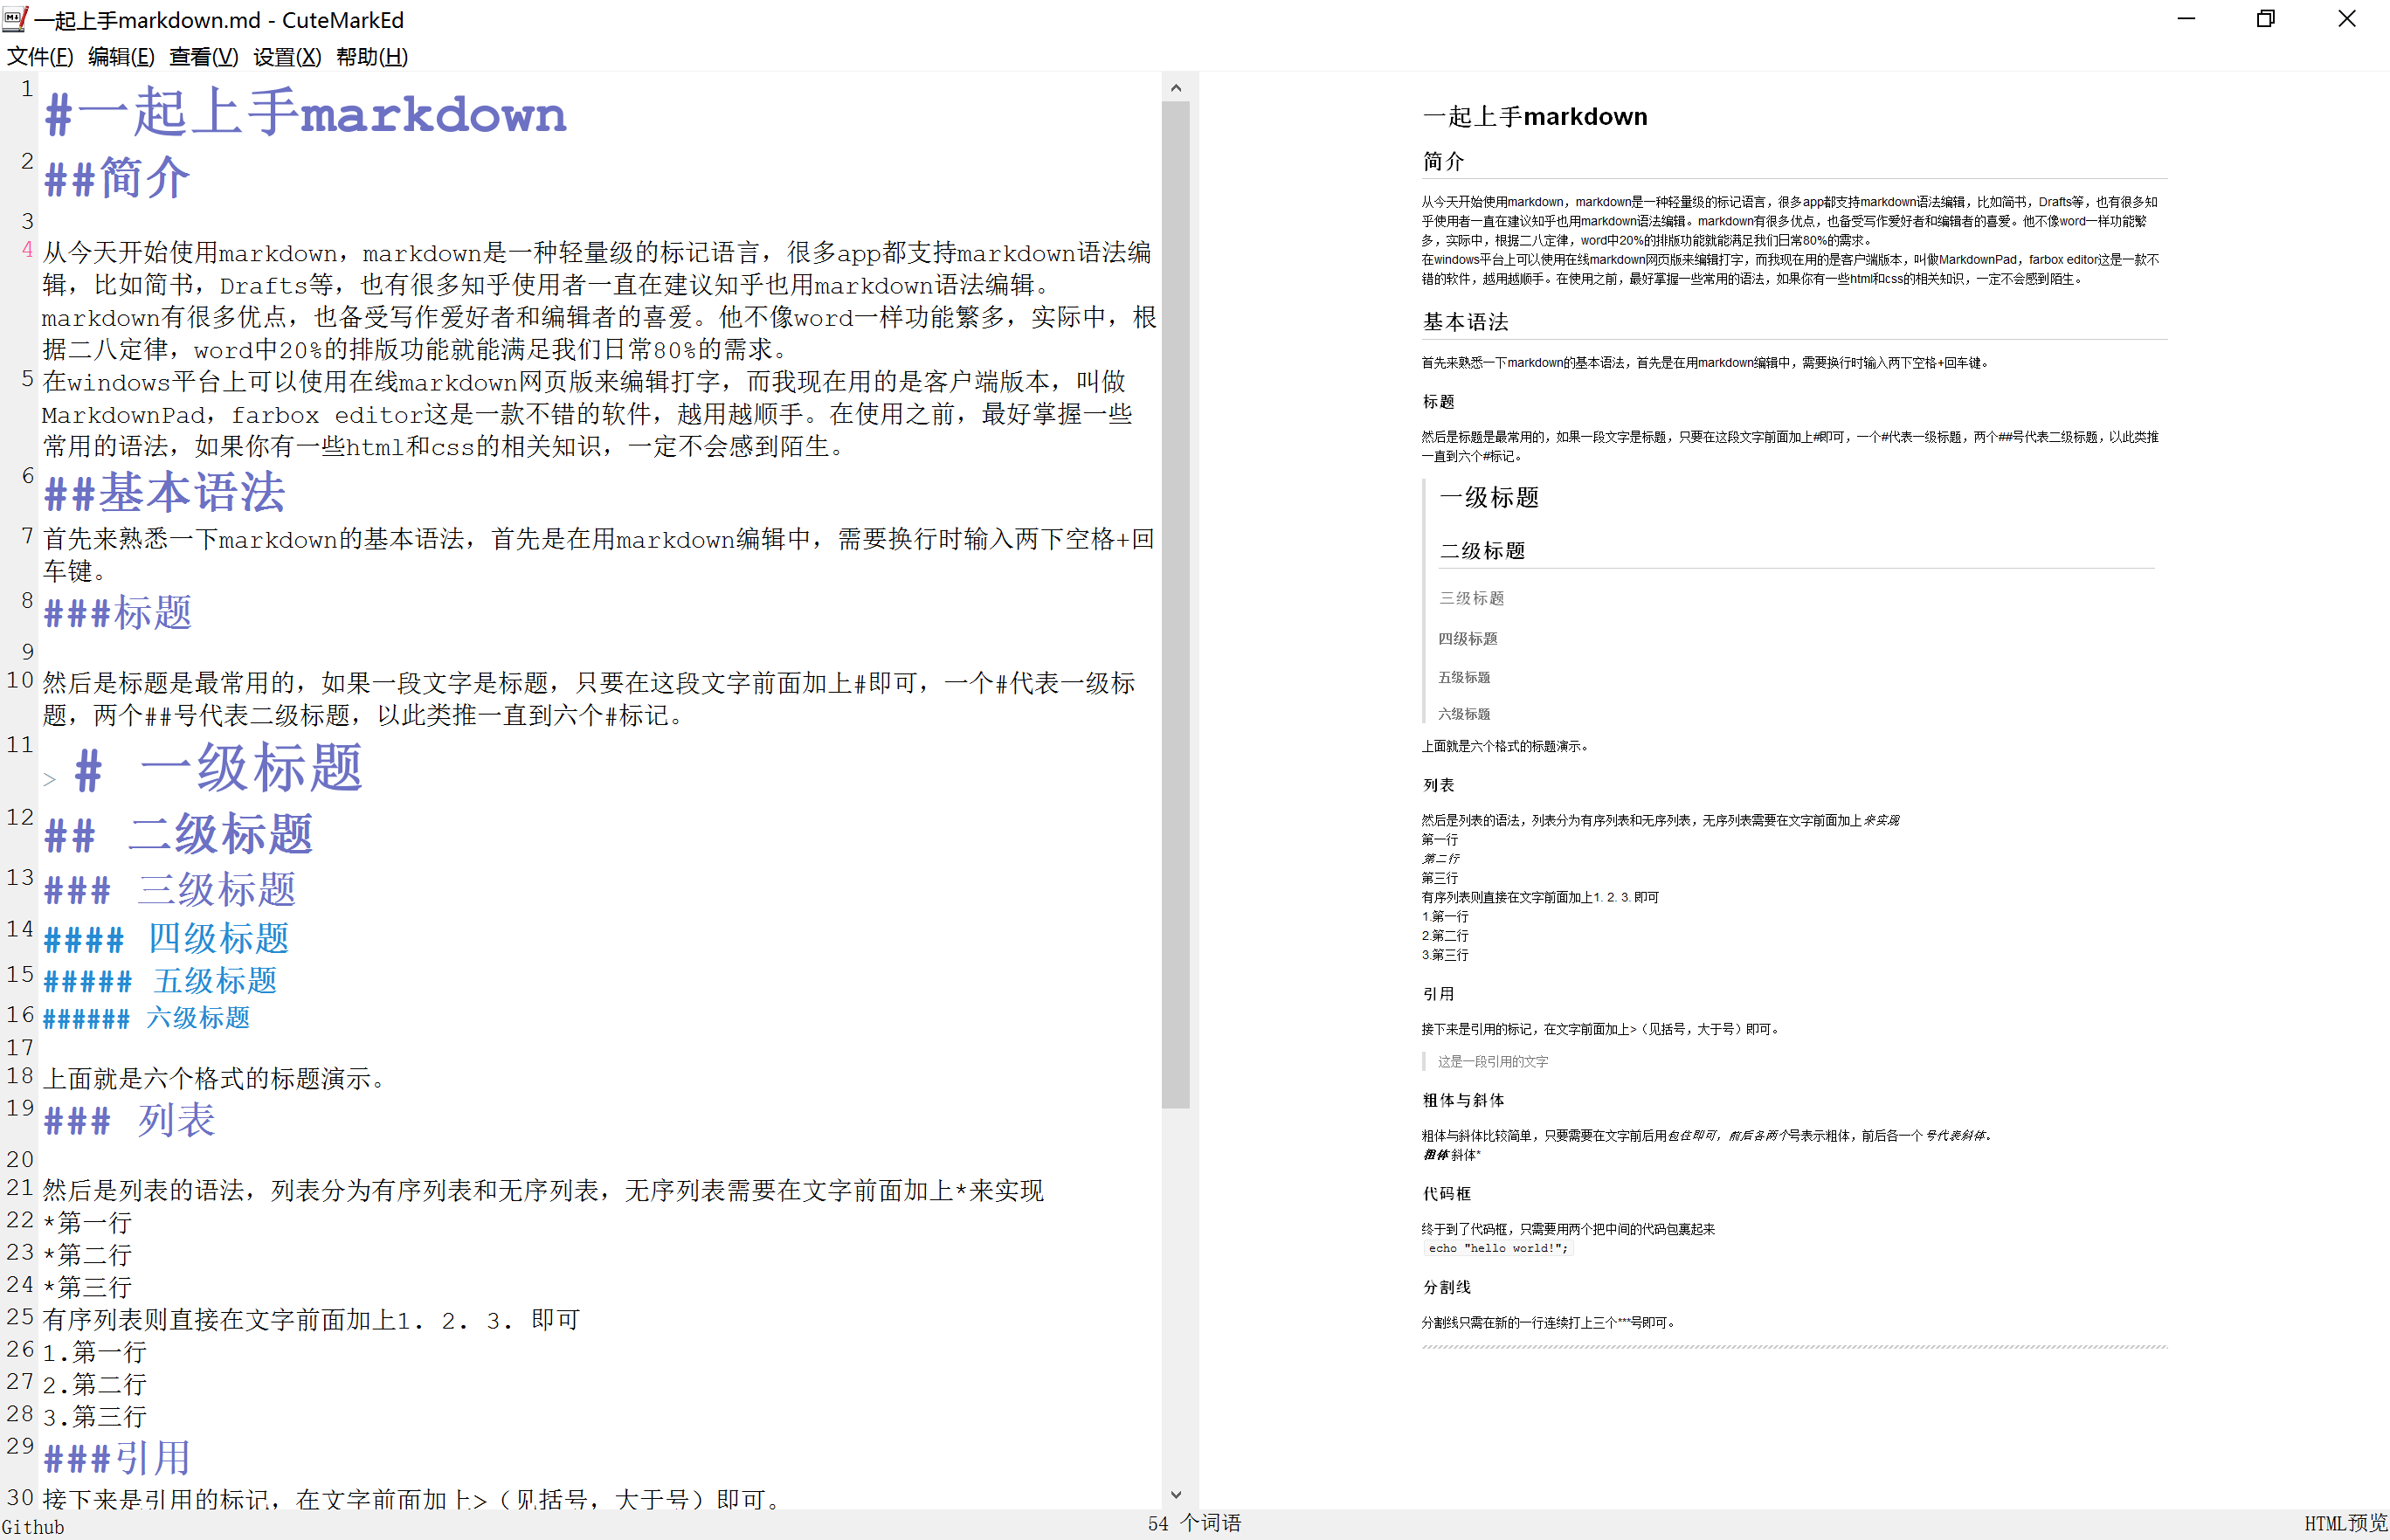 一起上手markdown.md - CuteMarkEd
文件(F) 编辑(E) 查看(V) 设置(X) 帮助(H)
1 #一起上手markdown
2 ##简介
3
4 从今天开始使用markdown，markdown是一种轻量级的标记语言，很多app都支持markdown语法编
辑，比如简书，Drafts等，也有很多知乎使用者一直在建议知乎也用markdown语法编辑。
markdown有很多优点，也备受写作爱好者和编辑者的喜爱。他不像word一样功能繁多，实际中，根
据二八定律，word中20%的排版功能就能满足我们日常80%的需求。
5 在windows平台上可以使用在线markdown网页版来编辑打字，而我现在用的是客户端版本，叫做
MarkdownPad，farbox editor这是一款不错的软件，越用越顺手。在使用之前，最好掌握一些
常用的语法，如果你有一些html和css的相关知识，一定不会感到陌生。
6 ##基本语法
7 首先来熟悉一下markdown的基本语法，首先是在用markdown编辑中，需要换行时输入两下空格+回
车键。
8 ###标题
9
10 然后是标题是最常用的，如果一段文字是标题，只要在这段文字前面加上#即可，一个#代表一级标
题，两个##号代表二级标题，以此类推一直到六个#标记。
11 > # 一级标题
12 ## 二级标题
13 ### 三级标题
14 #### 四级标题
15 ##### 五级标题
16 ###### 六级标题
17
18 上面就是六个格式的标题演示。
19 ### 列表
20
21 然后是列表的语法，列表分为有序列表和无序列表，无序列表需要在文字前面加上*来实现
22 *第一行
23 *第二行
24 *第三行
25 有序列表则直接在文字前面加上1. 2. 3. 即可
26 1.第一行
27 2.第二行
28 3.第三行
29 ###引用
30 接下来是引用的标记，在文字前面加上>（见括号，大于号）即可。
一起上手markdown
简介
从今天开始使用markdown，markdown是一种轻量级的标记语言，很多app都支持markdown语法编辑，比如简书，Drafts等，也有很多知
乎使用者一直在建议知乎也用markdown语法编辑。markdown有很多优点，也备受写作爱好者和编辑者的喜爱。他不像word一样功能繁
多，实际中，根据二八定律，word中20%的排版功能就能满足我们日常80%的需求。
在windows平台上可以使用在线markdown网页版来编辑打字，而我现在用的是客户端版本，叫做MarkdownPad，farbox editor这是一款不
错的软件，越用越顺手。在使用之前，最好掌握一些常用的语法，如果你有一些html和css的相关知识，一定不会感到陌生。
基本语法
首先来熟悉一下markdown的基本语法，首先是在用markdown编辑中，需要换行时输入两下空格+回车键。
标题
然后是标题是最常用的，如果一段文字是标题，只要在这段文字前面加上#即可，一个#代表一级标题，两个##号代表二级标题，以此类推
一直到六个#标记。
一级标题
二级标题
三级标题
四级标题
五级标题
六级标题
上面就是六个格式的标题演示。
列表
然后是列表的语法，列表分为有序列表和无序列表，无序列表需要在文字前面加上来实现
第一行
第二行
第三行
有序列表则直接在文字前面加上1. 2. 3. 即可
1.第一行
2.第二行
3.第三行
引用
接下来是引用的标记，在文字前面加上>（见括号，大于号）即可。
这是一段引用的文字
粗体与斜体
粗体与斜体比较简单，只要需要在文字前后用包住即可，前后各两个号表示粗体，前后各一个号代表斜体。
粗体 斜体*
代码框
终于到了代码框，只需要用两个把中间的代码包裹起来
echo "hello world!";
分割线
分割线只需在新的一行连续打上三个***号即可。
Github 54 个词语 HTML预览